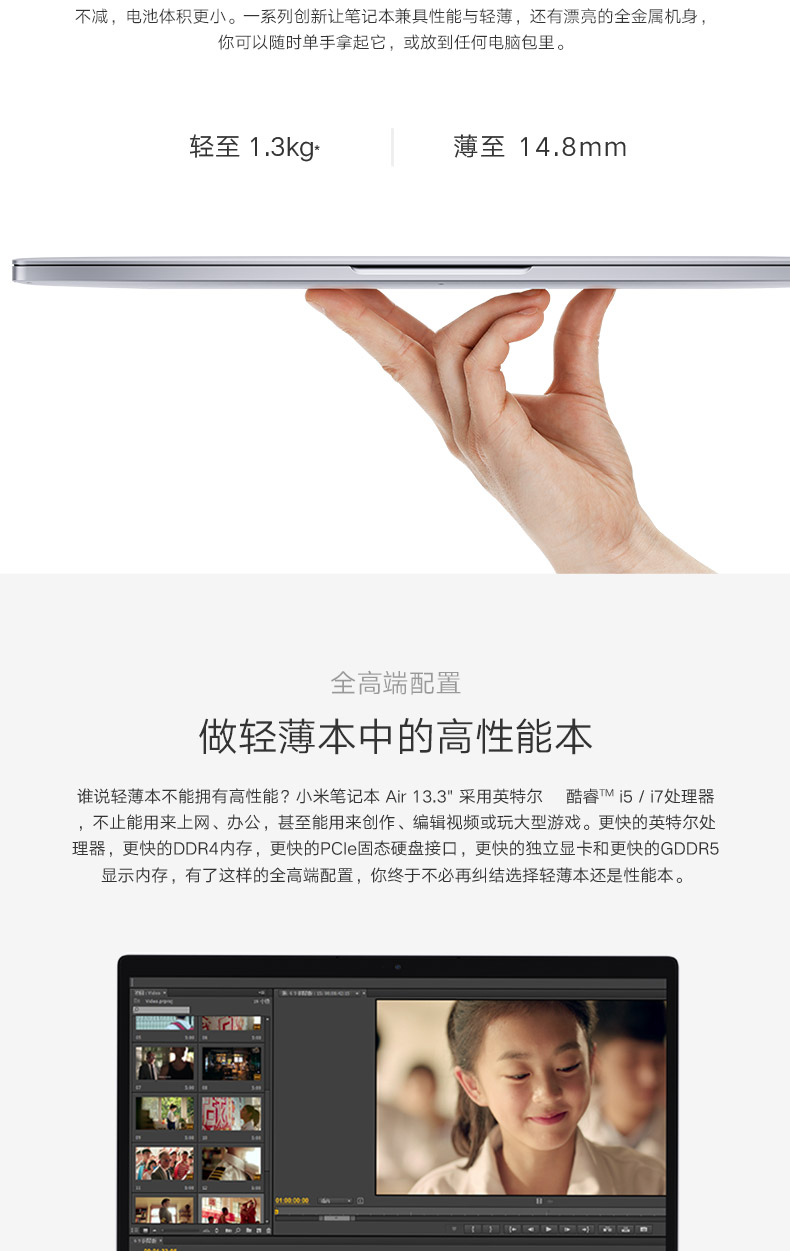 不减，电池体积更小。一系列创新让笔记本兼具性能与轻薄，还有漂亮的全金属机身，
你可以随时单手拿起它，或放到任何电脑包里。
轻至 1.3kg*
薄至 14.8mm
全高端配置
做轻薄本中的高性能本
谁说轻薄本不能拥有高性能？小米笔记本 Air 13.3" 采用英特尔 酷睿™ i5 / i7处理器
，不止能用来上网、办公，甚至能用来创作、编辑视频或玩大型游戏。更快的英特尔处
理器，更快的DDR4内存，更快的PCIe固态硬盘接口，更快的独立显卡和更快的GDDR5
显示内存，有了这样的全高端配置，你终于不必再纠结选择轻薄本还是性能本。
01:00:00:00